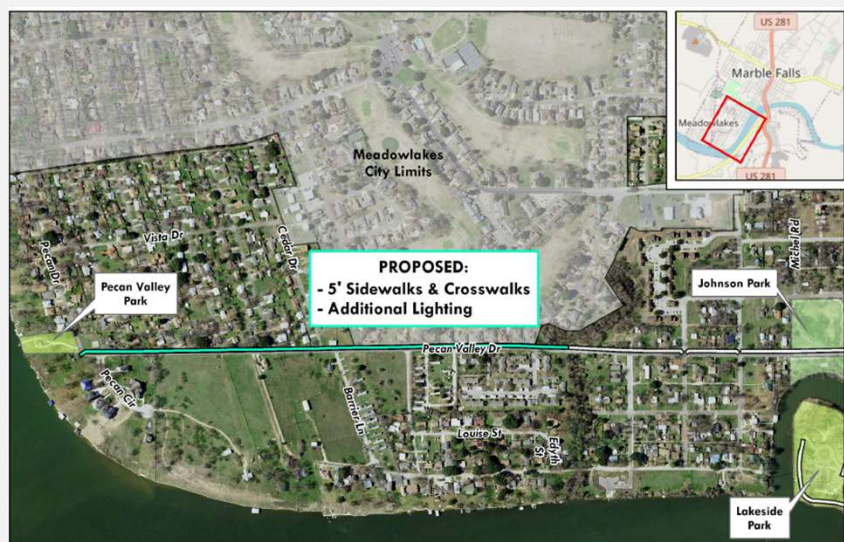 US 281
Marble Falls
Meadowlakes
US 281
Meadowlakes
City Limits
Vista Dr
Cedar Dr
Pecan Dr
Michel Rd
Pecan Valley
Park
PROPOSED:
- 5' Sidewalks & Crosswalks
- Additional Lighting
Johnson Park
Pecan Valley Dr
Pecan Cir
Barrier Ln
Louise St
Edyth
St
Lakeside
Park